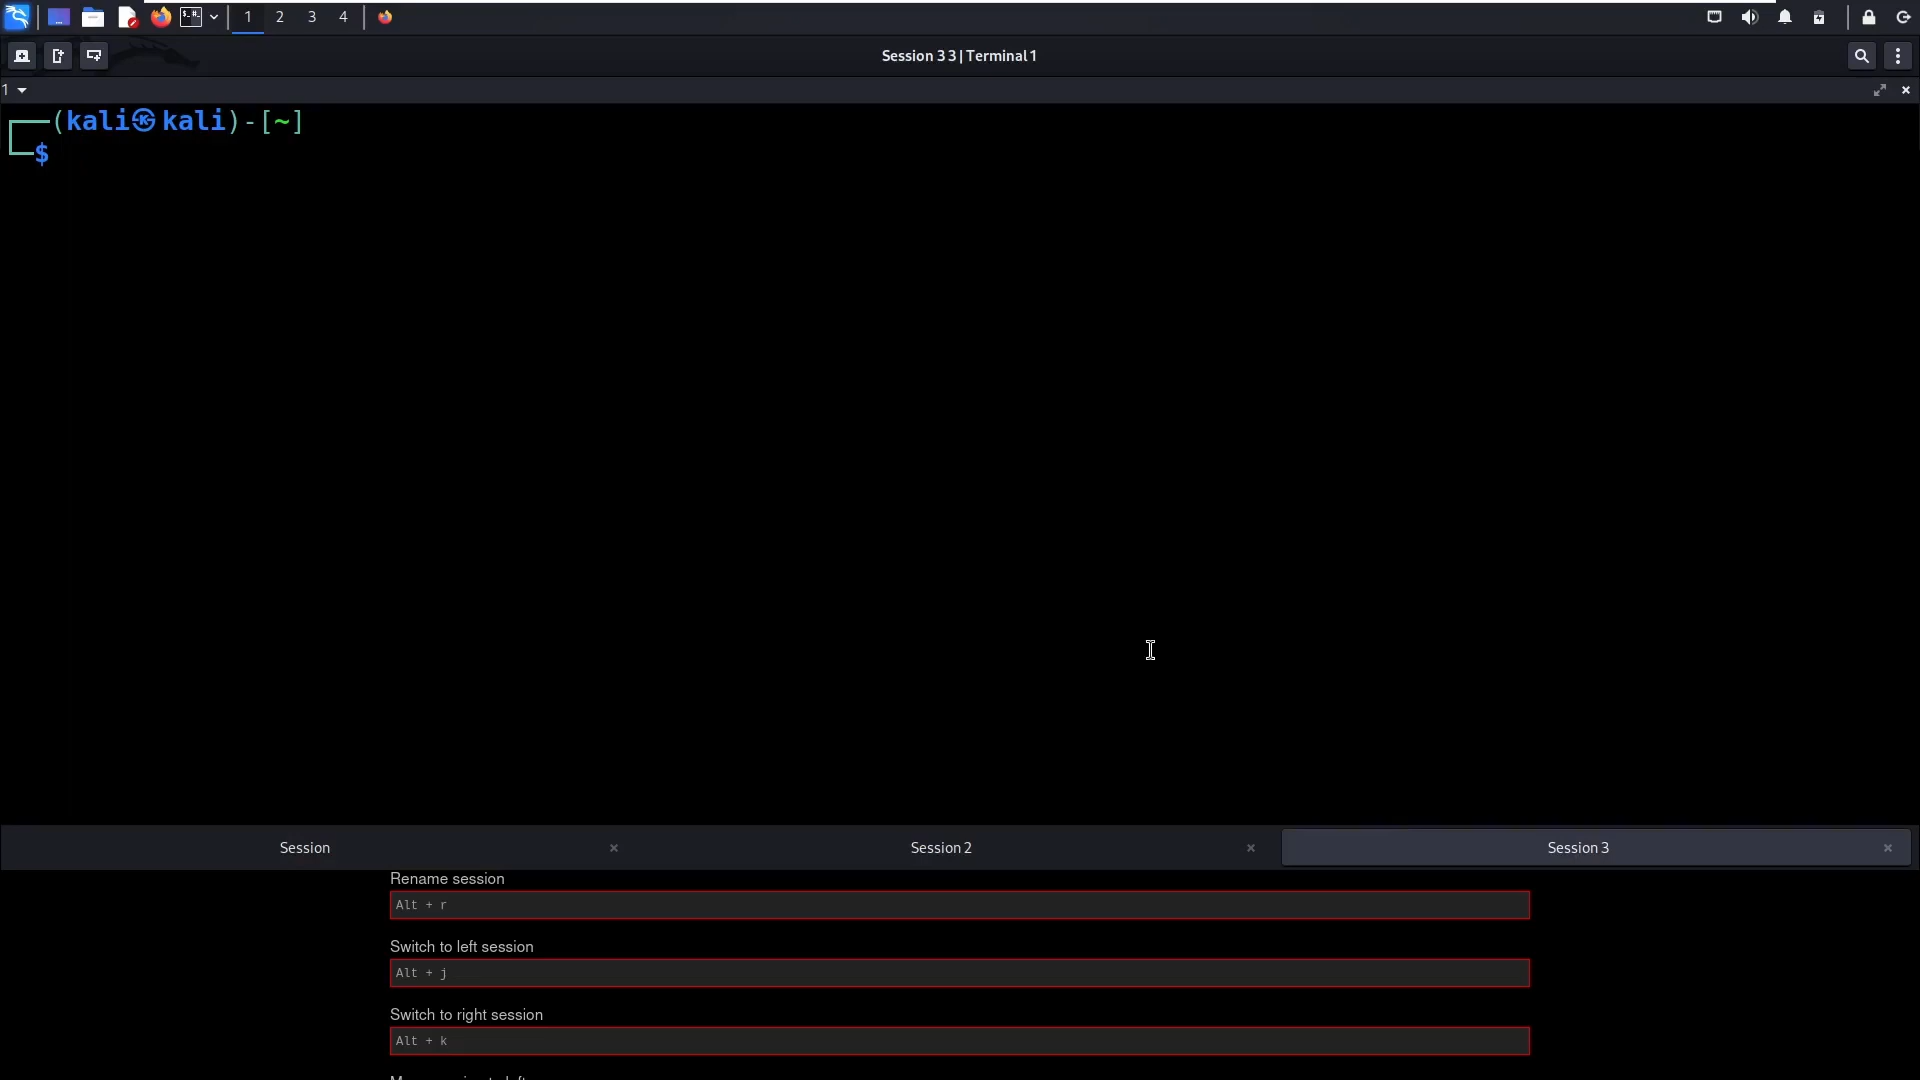 1 2 3 4
Session 3 3 | Terminal 1
1
(kali㉿kali)-[~]
$
Session
Session 2
Session 3
Rename session
Alt + r
Switch to left session
Alt + j
Switch to right session
Alt + k